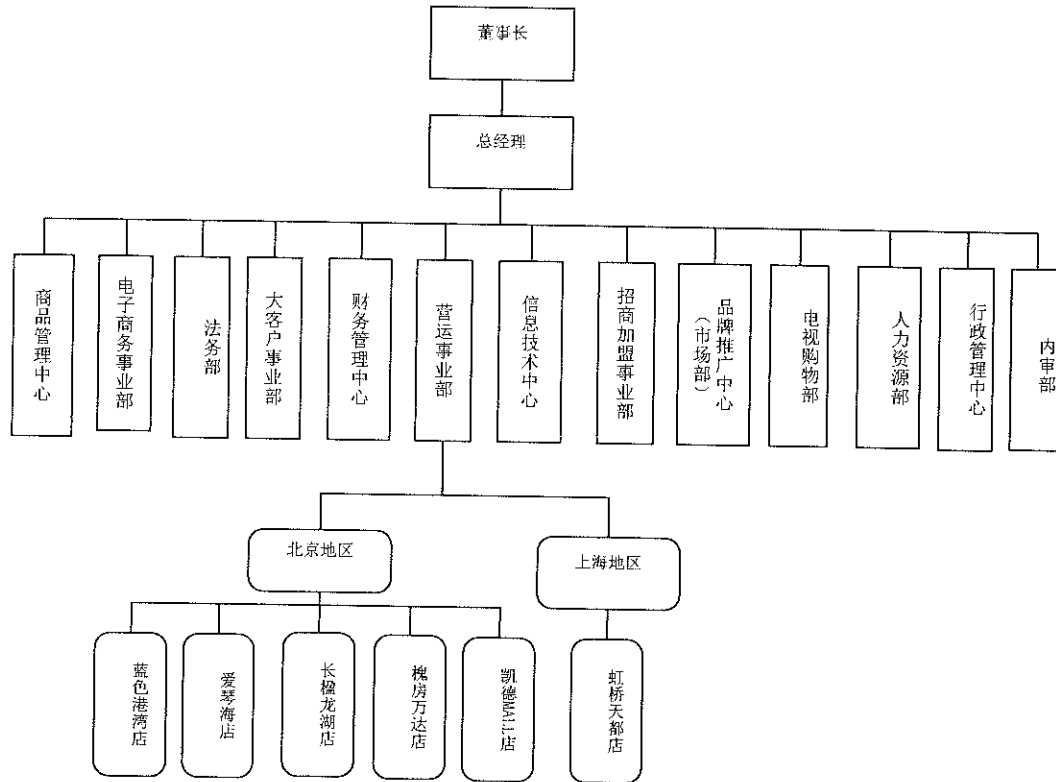 董事长
总经理
商品管理中心
电子商务事业部
法务部
大客户事业部
财务管理中心
营运事业部
信息技术中心
招商加盟事业部
品牌推广中心
（市场部）
电视购物部
人力资源部
行政管理中心
内审部
北京地区
上海地区
蓝色港湾店
爱琴海店
长楹龙湖店
槐房万达店
凯德MALL店
虹桥天都店